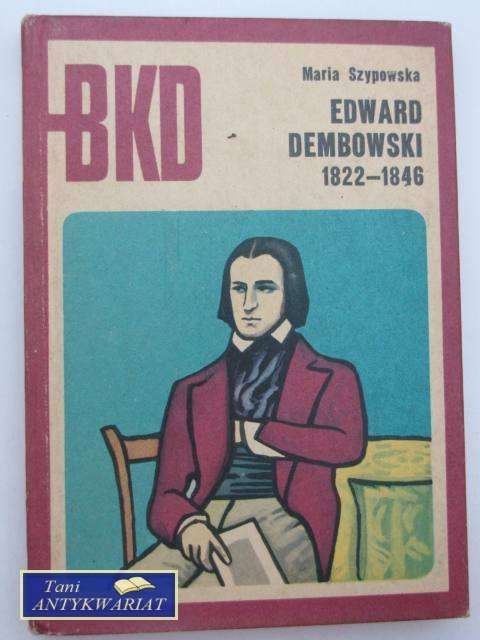 BKD
Maria Szypowska
EDWARD
DEMBOWSKI
1822–1846
Tani
ANTYKWARIAT